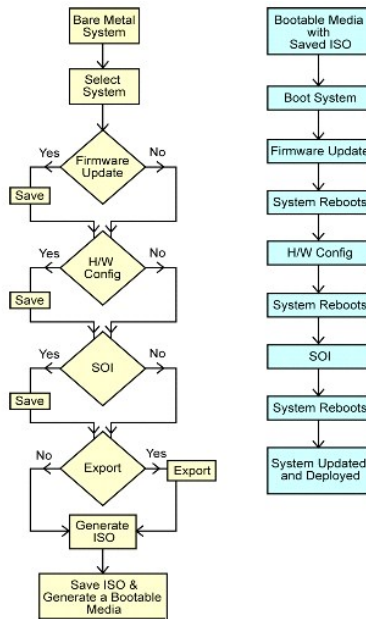 Bare Metal
System
Select
System
Yes
No
Firmware
Update
Save
Yes
No
H/W
Config
Save
Yes
No
SOI
Save
No
Yes
Export
Export
Generate
ISO
Save ISO &
Generate a Bootable
Media
Bootable Media
with
Saved ISO
Boot System
Firmware Update
System Reboots
H/W Config
System Reboots
SOI
System Reboots
System Updated
and Deployed